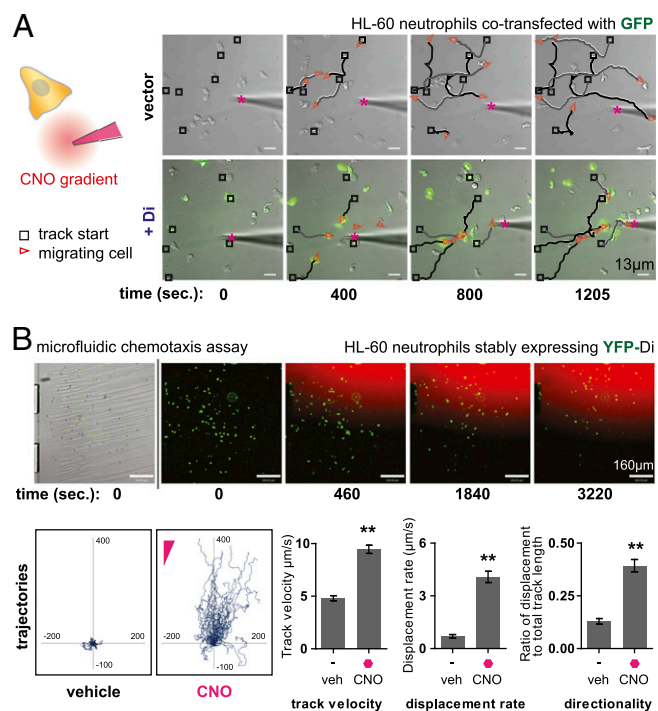 A
HL-60 neutrophils co-transfected with GFP
vector
+ Di
CNO gradient
track start
migrating cell
13µm
time (sec.): 0 400 800 1205
B
microfluidic chemotaxis assay
HL-60 neutrophils stably expressing YFP-Di
160µm
time (sec.): 0 0 460 1840 3220
trajectories
400
-200 200
-100
vehicle
400
-200 200
-100
CNO
Track velocity (µm/s)
10
5
0
**
-
veh CNO
track velocity
Displacement rate (µm/s)
6
3
0
**
-
veh CNO
displacement rate
Ratio of displacement
to total track length
0.50
0.25
0.00
**
-
veh CNO
directionality